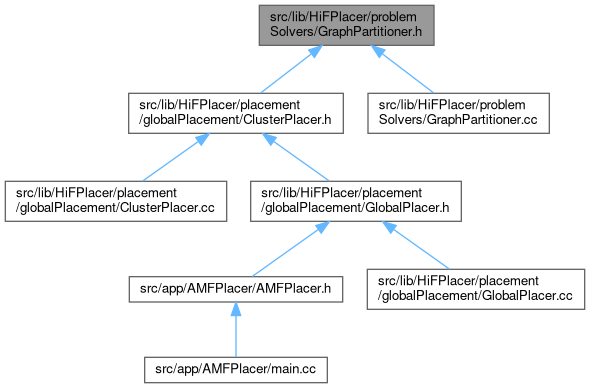 src/lib/HiFPlacer/problem
Solvers/GraphPartitioner.h
src/lib/HiFPlacer/placement
/globalPlacement/ClusterPlacer.h
src/lib/HiFPlacer/problem
Solvers/GraphPartitioner.cc
src/lib/HiFPlacer/placement
/globalPlacement/ClusterPlacer.cc
src/lib/HiFPlacer/placement
/globalPlacement/GlobalPlacer.h
src/app/AMFPlacer/AMFPlacer.h
src/lib/HiFPlacer/placement
/globalPlacement/GlobalPlacer.cc
src/app/AMFPlacer/main.cc